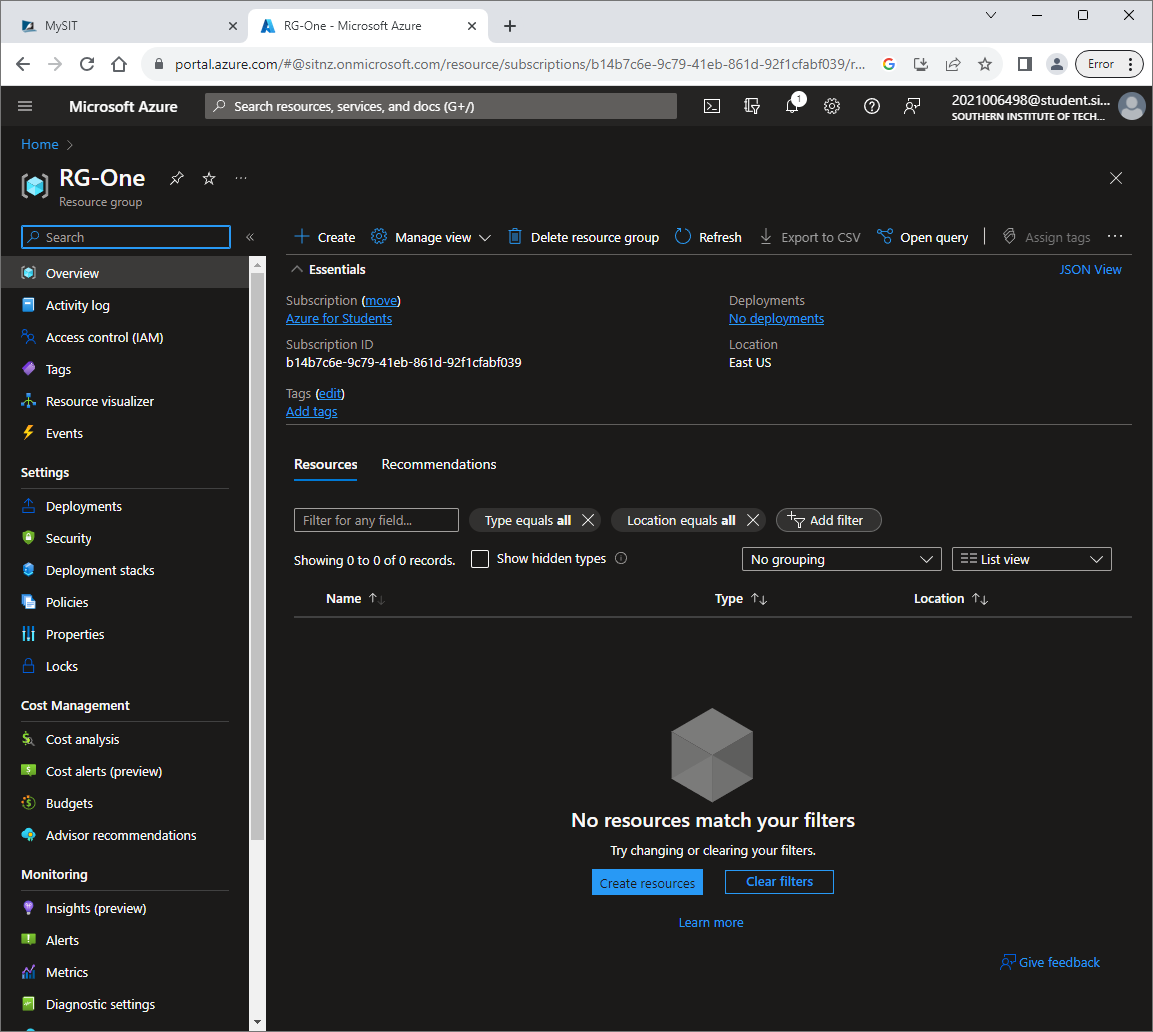 MySIT
RG-One - Microsoft Azure
portal.azure.com/#@sitnz.onmicrosoft.com/resource/subscriptions/b14b7c6e-9c79-41eb-861d-92f1cfabf039/r...
Error
Microsoft Azure
Search resources, services, and docs (G+/)
1
2021006498@student.si...
SOUTHERN INSTITUTE OF TECH...
Home
RG-One
Resource group
Search
Create
Manage view
Delete resource group
Refresh
Export to CSV
Open query
Assign tags
Overview
Activity log
Access control (IAM)
Tags
Resource visualizer
Events
Settings
Deployments
Security
Deployment stacks
Policies
Properties
Locks
Cost Management
Cost analysis
Cost alerts (preview)
Budgets
Advisor recommendations
Monitoring
Insights (preview)
Alerts
Metrics
Diagnostic settings
Essentials
JSON View
Subscription (move)
Azure for Students
Subscription ID
b14b7c6e-9c79-41eb-861d-92f1cfabf039
Deployments
No deployments
Location
East US
Tags (edit)
Add tags
Resources
Recommendations
Filter for any field...
Type equals all
Location equals all
Add filter
Showing 0 to 0 of 0 records.
Show hidden types
No grouping
List view
Name
Type
Location
No resources match your filters
Try changing or clearing your filters.
Create resources
Clear filters
Learn more
Give feedback